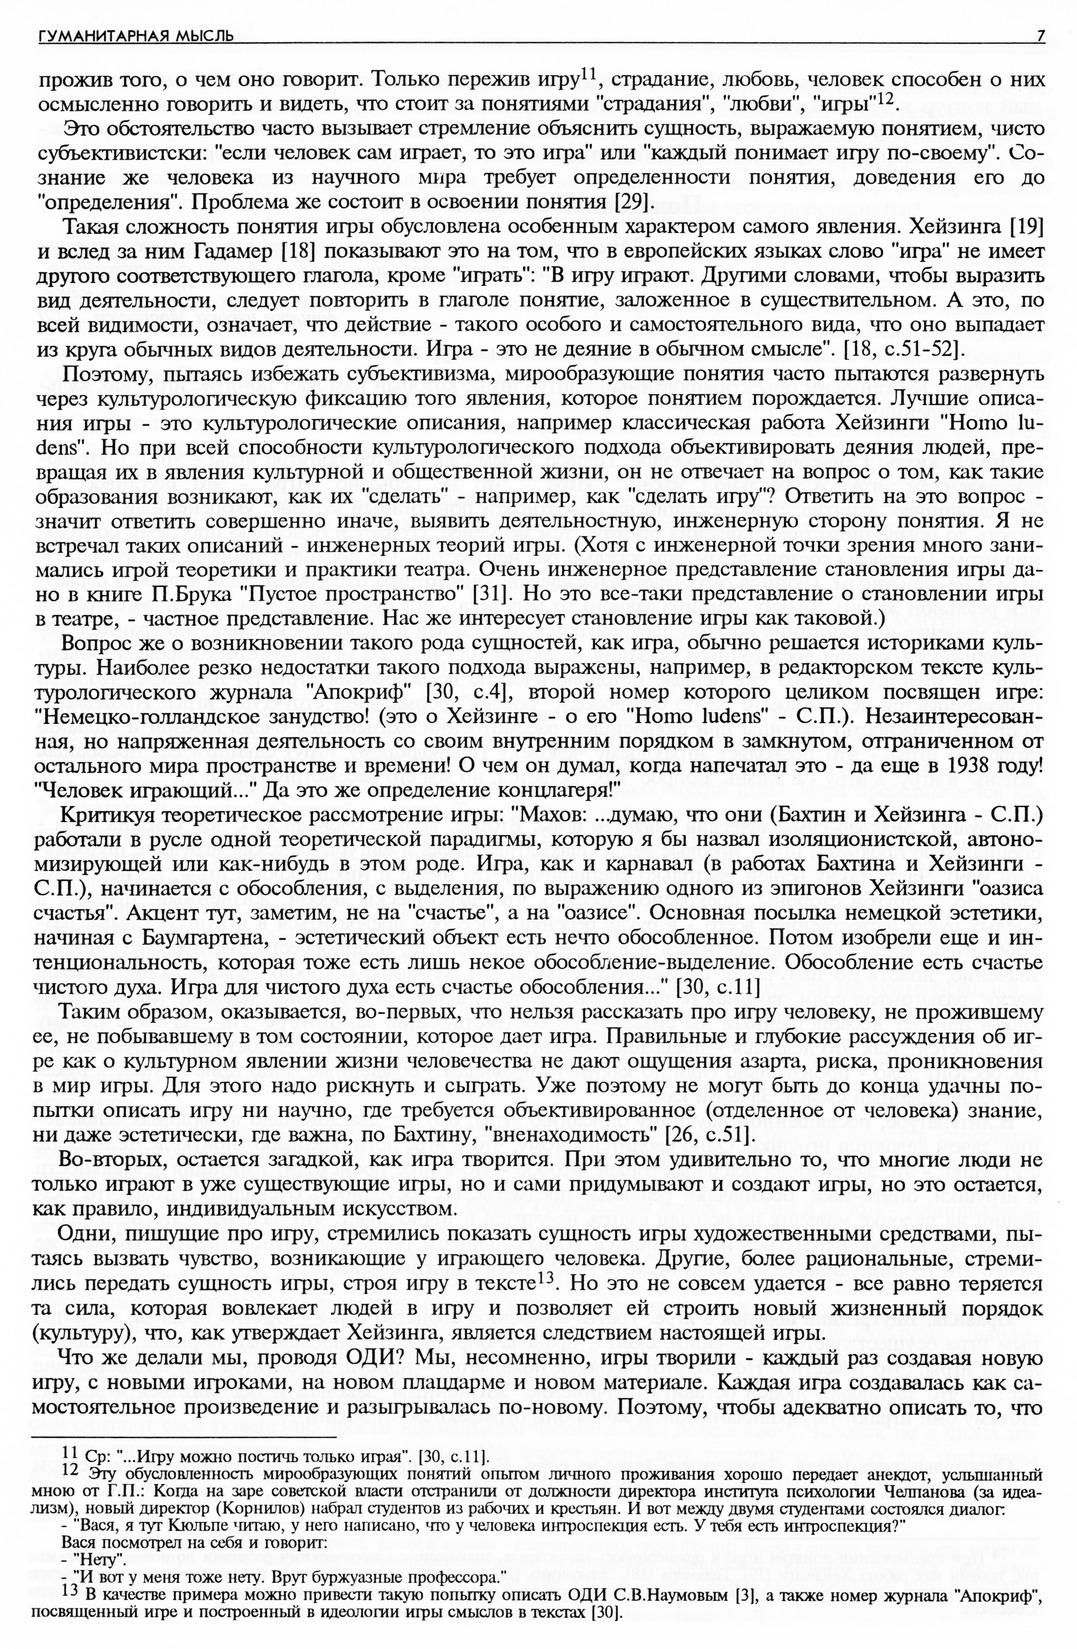 ГУМАНИТАРНАЯ МЫСЛЬ 7
прожив того, о чем оно говорит. Только пережив игру11, страдание, любовь, человек способен о них
осмысленно говорить и видеть, что стоит за понятиями "страдания", "любви", "игры"12.
Это обстоятельство часто вызывает стремление объяснить сущность, выражаемую понятием, чисто
субъективистски: "если человек сам играет, то это игра" или "каждый понимает игру по-своему". Со-
знание же человека из научного мира требует определенности понятия, доведения его до
"определения". Проблема же состоит в освоении понятия [29].
Такая сложность понятия игры обусловлена особенным характером самого явления. Хейзинга [19]
и вслед за ним Гадамер [18] показывают это на том, что в европейских языках слово "игра" не имеет
другого соответствующего глагола, кроме "играть": "В игру играют. Другими словами, чтобы выразить
вид деятельности, следует повторить в глаголе понятие, заложенное в существительном. А это, по
всей видимости, означает, что действие - такого особого и самостоятельного вида, что оно выпадает
из круга обычных видов деятельности. Игра - это не деяние в обычном смысле". [18, с.51-52].
Поэтому, пытаясь избежать субъективизма, мирообразующие понятия часто пытаются развернуть
через культурологическую фиксацию того явления, которое понятием порождается. Лучшие описа-
ния игры - это культурологические описания, например классическая работа Хейзинги "Homo lu-
dens". Но при всей способности культурологического подхода объективировать деяния людей, пре-
вращая их в явления культурной и общественной жизни, он не отвечает на вопрос о том, как такие
образования возникают, как их "сделать" - например, как "сделать игру"? Ответить на это вопрос -
значит ответить совершенно иначе, выявить деятельностную, инженерную сторону понятия. Я не
встречал таких описаний - инженерных теорий игры. (Хотя с инженерной точки зрения много зани-
мались игрой теоретики и практики театра. Очень инженерное представление становления игры да-
но в книге П.Брука "Пустое пространство" [31]. Но это все-таки представление о становлении игры
в театре, - частное представление. Нас же интересует становление игры как таковой.)
Вопрос же о возникновении такого рода сущностей, как игра, обычно решается историками куль-
туры. Наиболее резко недостатки такого подхода выражены, например, в редакторском тексте куль-
турологического журнала "Апокриф" [30, с.4], второй номер которого целиком посвящен игре:
"Немецко-голландское занудство! (это о Хейзинге - о его "Homo ludens" - С.П.). Незаинтересован-
ная, но напряженная деятельность со своим внутренним порядком в замкнутом, отграниченном от
остального мира пространстве и времени! О чем он думал, когда напечатал это - да еще в 1938 году!
"Человек играющий..." Да это же определение концлагеря!"
Критикуя теоретическое рассмотрение игры: "Махов: ...думаю, что они (Бахтин и Хейзинга - С.П.)
работали в русле одной теоретической парадигмы, которую я бы назвал изоляционистской, автоно-
мизирующей или как-нибудь в этом роде. Игра, как и карнавал (в работах Бахтина и Хейзинги -
С.П.), начинается с обособления, с выделения, по выражению одного из эпигонов Хейзинги "оазиса
счастья". Акцент тут, заметим, не на "счастье", а на "оазисе". Основная посылка немецкой эстетики,
начиная с Баумгартена, - эстетический объект есть нечто обособленное. Потом изобрели еще и ин-
тенциональность, которая тоже есть лишь некое обособление-выделение. Обособление есть счастье
чистого духа. Игра для чистого духа есть счастье обособления..." [30, с.11]
Таким образом, оказывается, во-первых, что нельзя рассказать про игру человеку, не прожившему
ее, не побывавшему в том состоянии, которое дает игра. Правильные и глубокие рассуждения об иг-
ре как о культурном явлении жизни человечества не дают ощущения азарта, риска, проникновения
в мир игры. Для этого надо рискнуть и сыграть. Уже поэтому не могут быть до конца удачны по-
пытки описать игру ни научно, где требуется объективированное (отделенное от человека) знание,
ни даже эстетически, где важна, по Бахтину, "вненаходимость" [26, с.51].
Во-вторых, остается загадкой, как игра творится. При этом удивительно то, что многие люди не
только играют в уже существующие игры, но и сами придумывают и создают игры, но это остается,
как правило, индивидуальным искусством.
Одни, пишущие про игру, стремились показать сущность игры художественными средствами, пы-
таясь вызвать чувство, возникающие у играющего человека. Другие, более рациональные, стреми-
лись передать сущность игры, строя игру в тексте13. Но это не совсем удается - все равно теряется
та сила, которая вовлекает людей в игру и позволяет ей строить новый жизненный порядок
(культуру), что, как утверждает Хейзинга, является следствием настоящей игры.
Что же делали мы, проводя ОДИ? Мы, несомненно, игры творили - каждый раз создавая новую
игру, с новыми игроками, на новом плацдарме и новом материале. Каждая игра создавалась как са-
мостоятельное произведение и разыгрывалась по-новому. Поэтому, чтобы адекватно описать то, что
11 Ср: "...Игру можно постичь только играя". [30, с.11].
12 Эту обусловленность мирообразующих понятий опытом личного проживания хорошо передает анекдот, услышанный
мною от Г.П.: Когда на заре советской власти отстранили от должности директора института психологии Челпанова (за идеа-
лизм), новый директор (Корнилов) набрал студентов из рабочих и крестьян. И вот между двумя студентами состоялся диалог:
- "Вася, я тут Кюльпе читаю, у него написано, что у человека интроспекция есть. У тебя есть интроспекция?"
Вася посмотрел на себя и говорит:
- "Нету".
- "И вот у меня тоже нету. Врут буржуазные профессора."
13 В качестве примера можно привести такую попытку описать ОДИ С.В.Наумовым [3], а также номер журнала "Апокриф",
посвященный игре и построенный в идеологии игры смыслов в текстах [30].